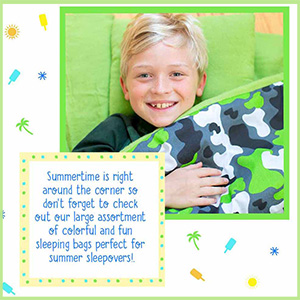 Summertime is right
around the corner so
don't forget to check
out our large assortment
of colorful and fun
sleeping bags perfect for
summer sleepovers!.